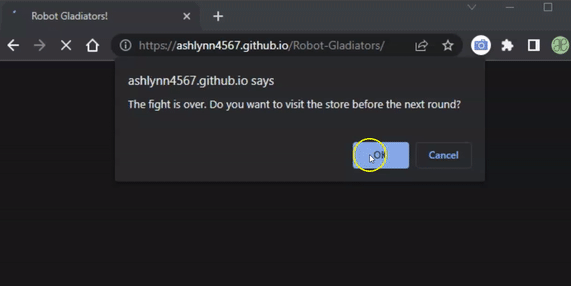 Robot Gladiators!
https://ashlynn4567.github.io/Robot-Gladiators/
ashlynn4567.github.io says
The fight is over. Do you want to visit the store before the next round?
OK
Cancel